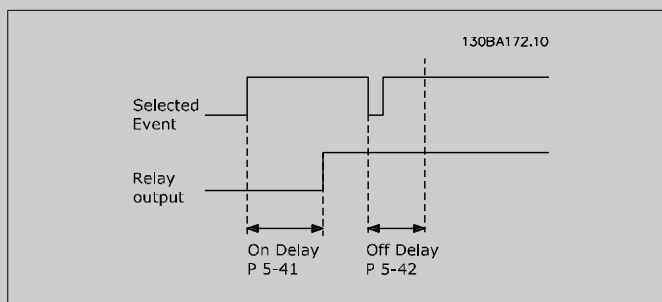 130BA172.10
Selected
Event
Relay
output
On Delay
P 5-41
Off Delay
P 5-42